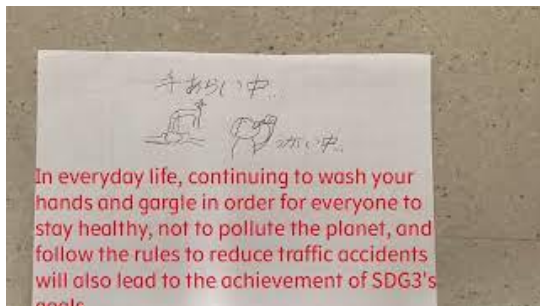 手あらい中.
うがい中.
In everyday life, continuing to wash your
hands and gargle in order for everyone to
stay healthy, not to pollute the planet, and
follow the rules to reduce traffic accidents
will also lead to the achievement of SDG3's
goals